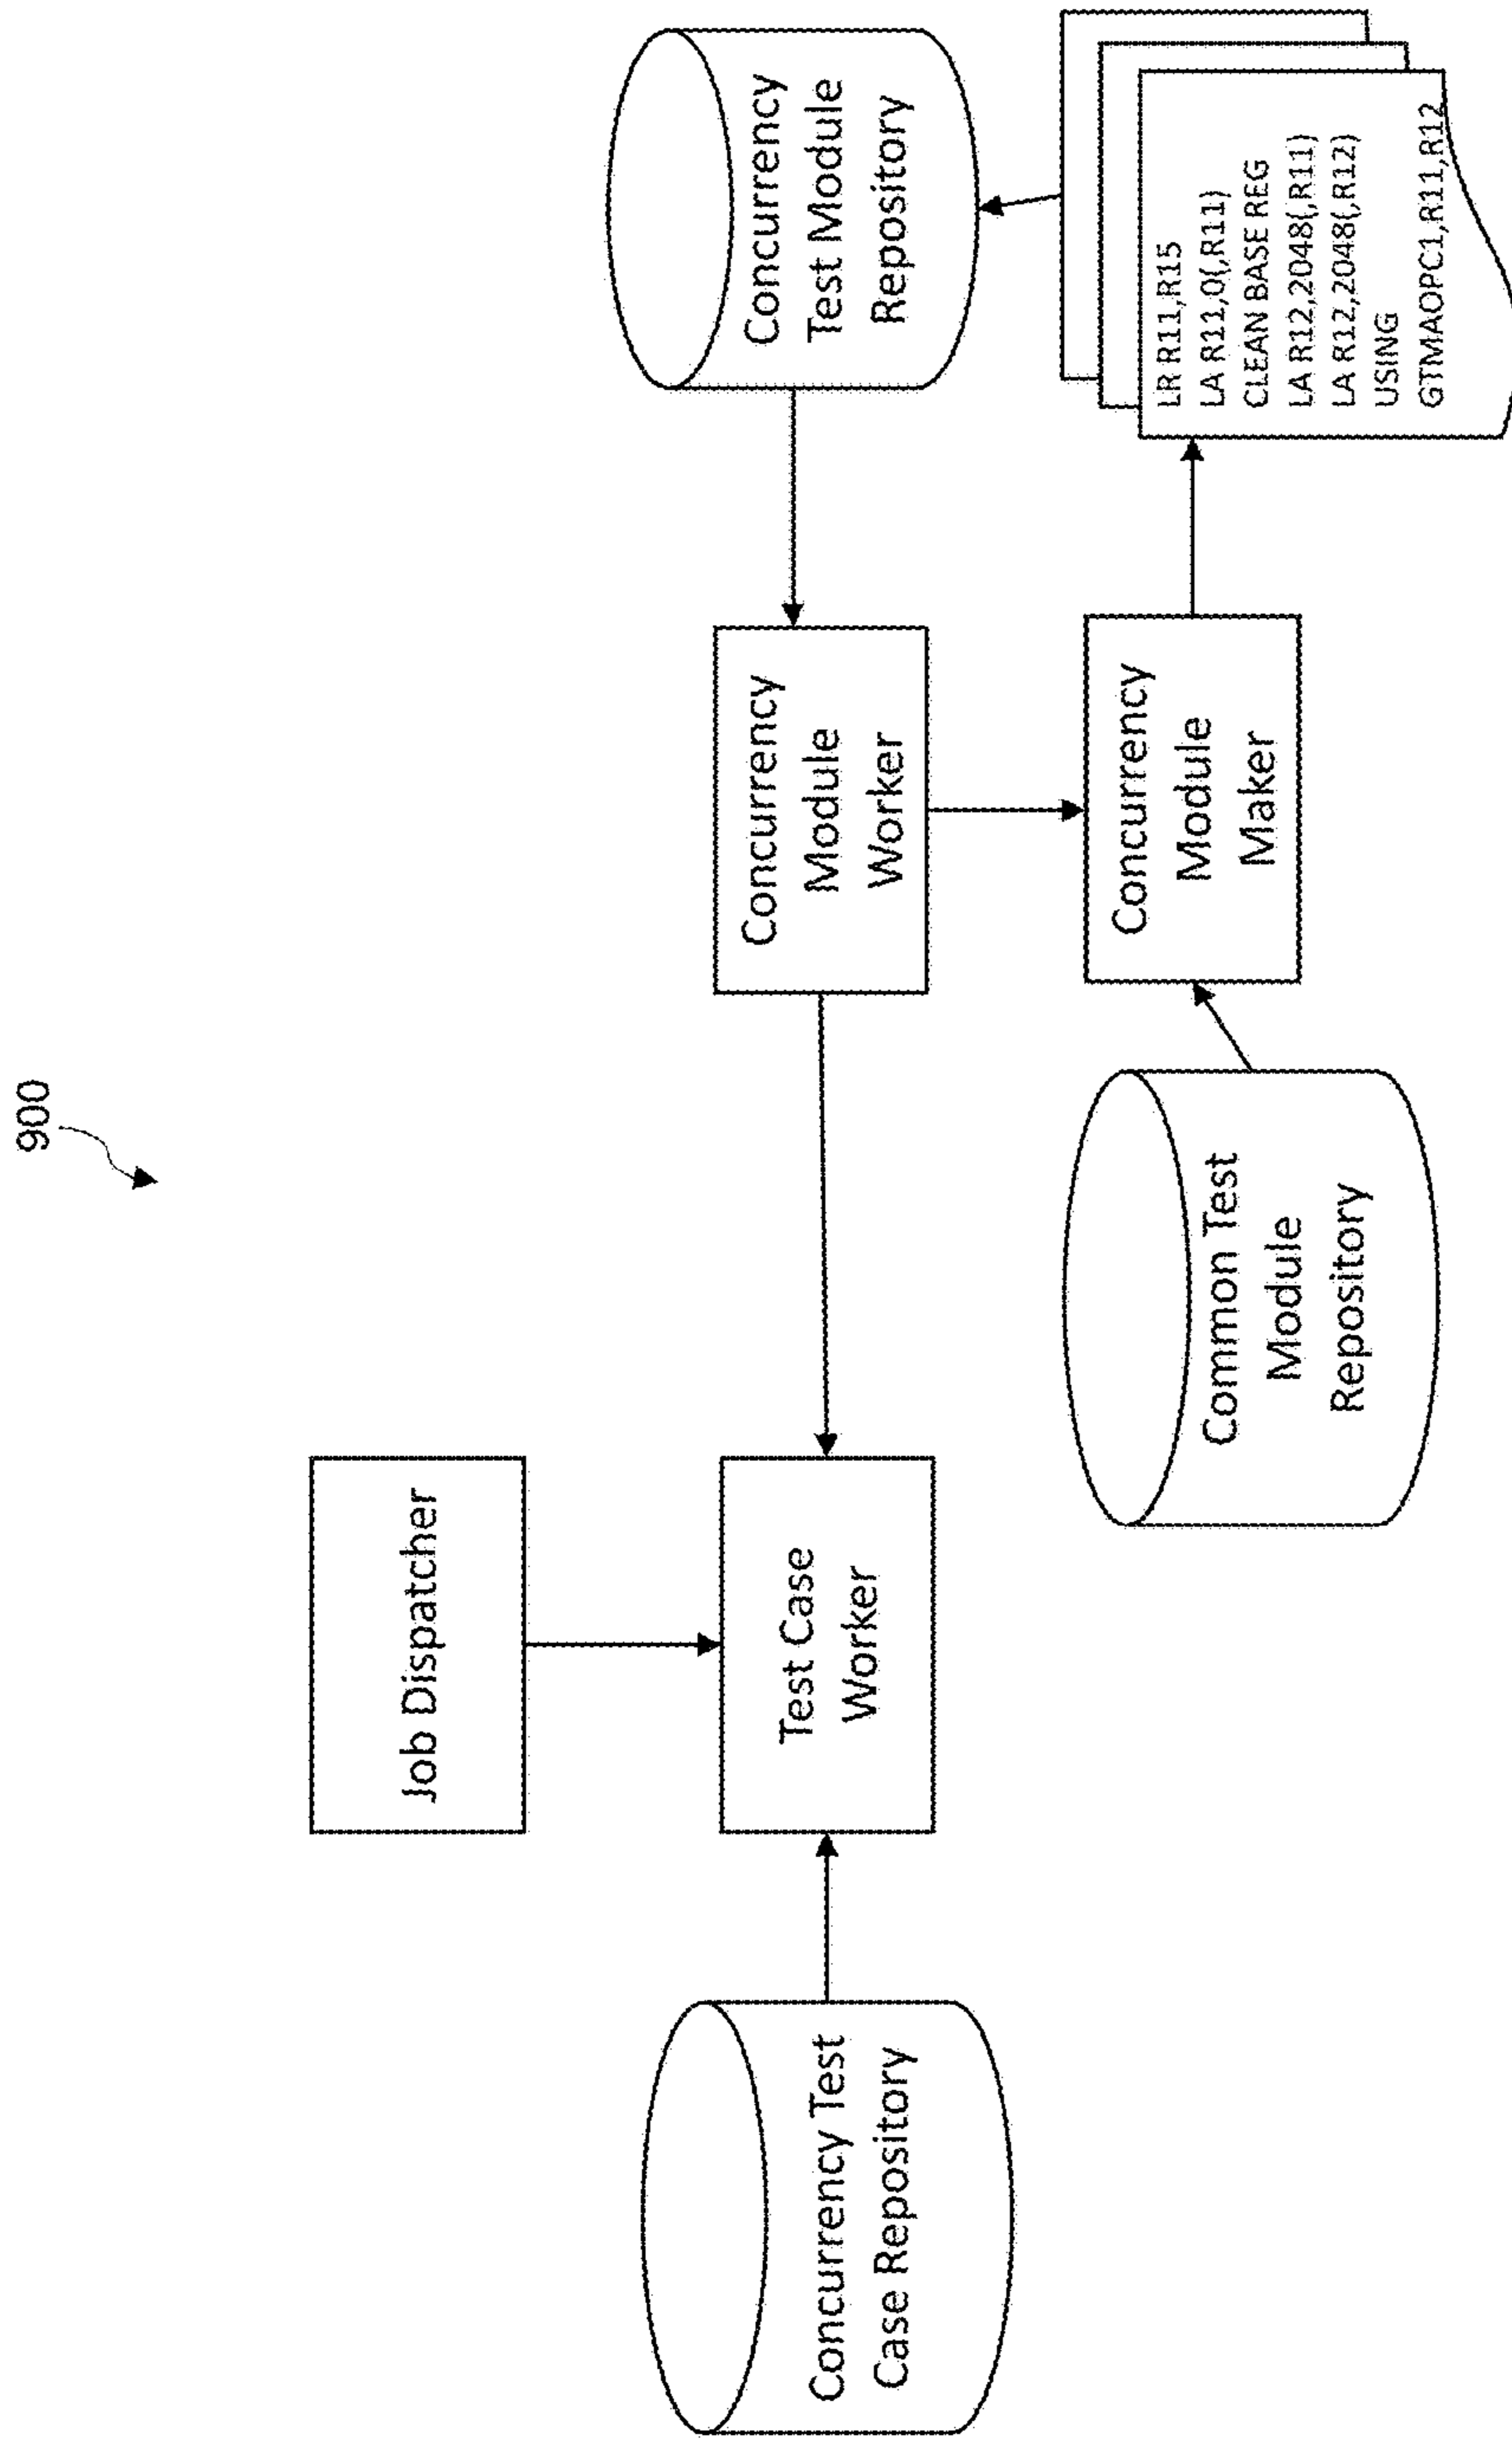 900
Job Dispatcher
Concurrency Test
Case Repository
Test Case
Worker
Concurrency
Module
Worker
Concurrency
Test Module
Repository
Common Test
Module
Repository
Concurrency
Module
Maker
LR R11,R15
LA R11,0(,R11)
CLEAN BASE REG
LA R12,2048(,R11)
LA R12,2048(,R12)
USING
GTMAOPC1,R11,R12